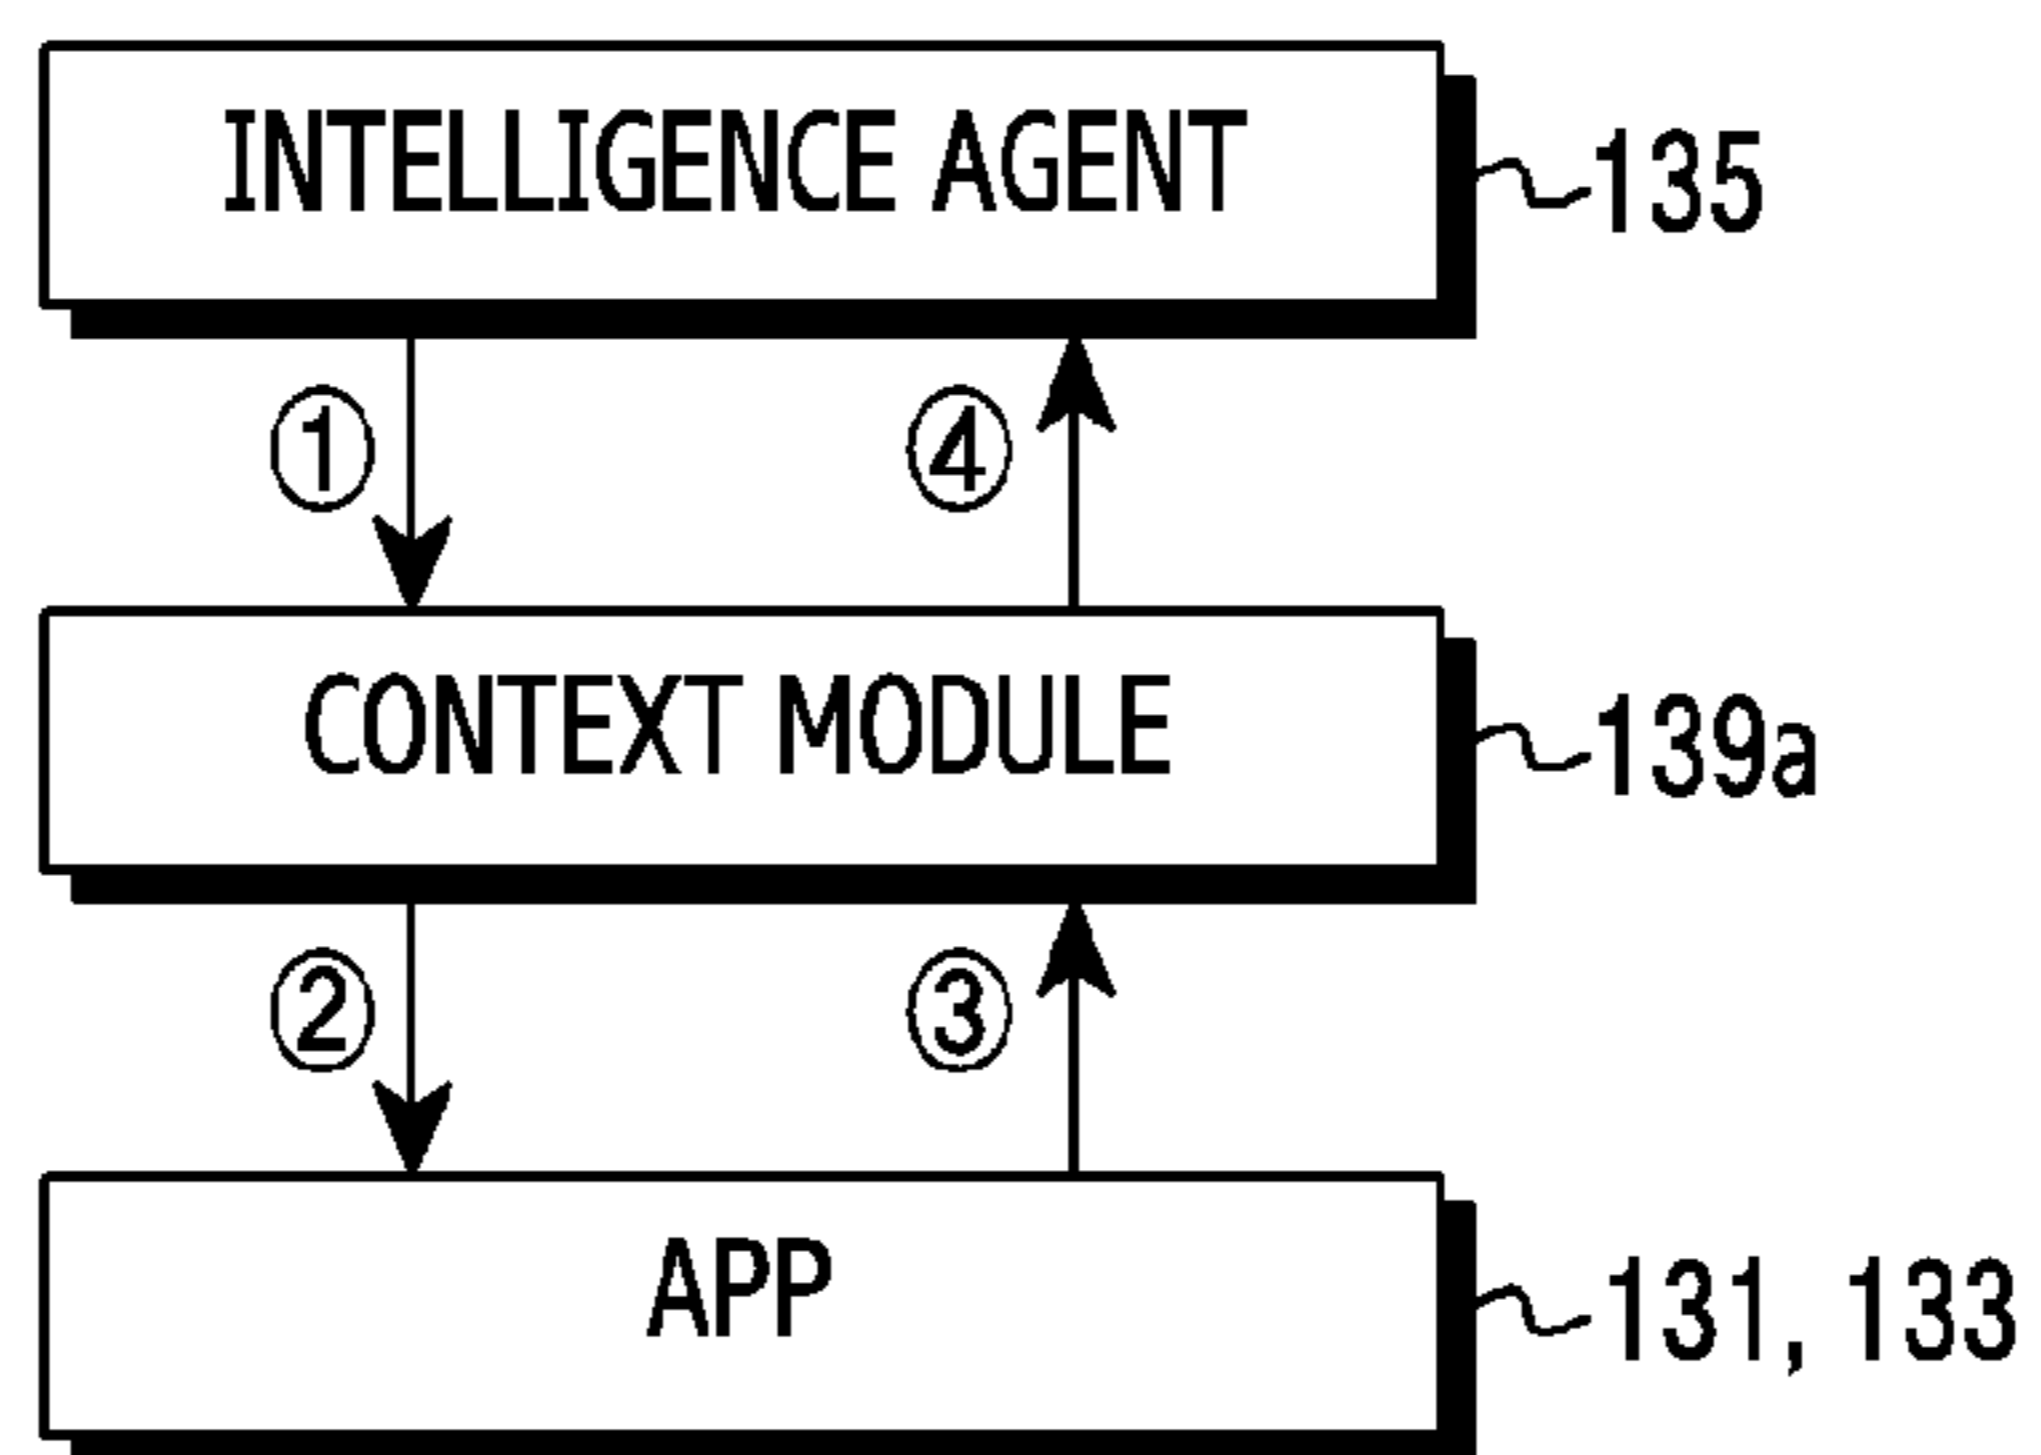 INTELLIGENCE AGENT 135
① ④
CONTEXT MODULE 139a
② ③
APP 131, 133